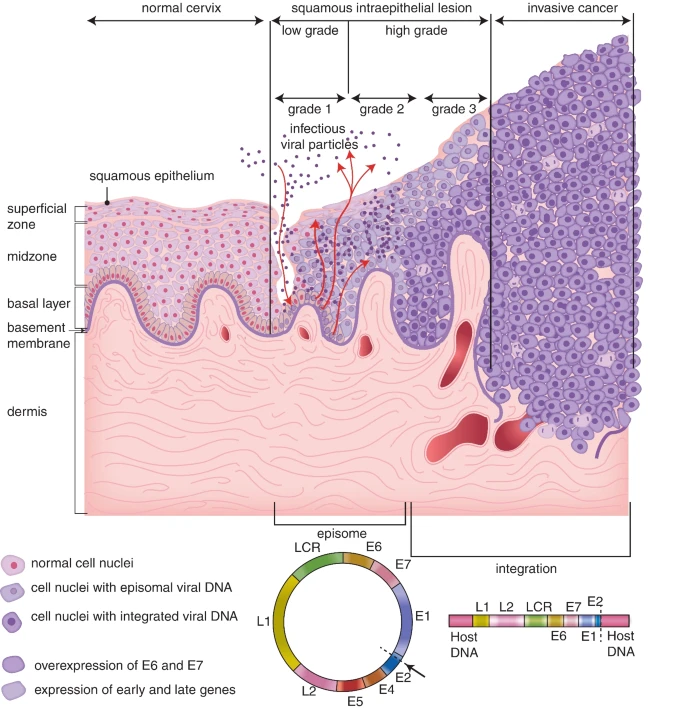 normal cervix
squamous intraepithelial lesion
invasive cancer
low grade
high grade
grade 1
grade 2
grade 3
infectious
viral particles
squamous epithelium
superficial
zone
midzone
basal layer
basement
membrane
dermis
episome
integration
normal cell nuclei
cell nuclei with episomal viral DNA
cell nuclei with integrated viral DNA
overexpression of E6 and E7
expression of early and late genes
LCR
E6
E7
L1
E1
E2
L2
E4
E5
L1
L2
LCR
E7
E2
Host
DNA
E6
E1
Host
DNA